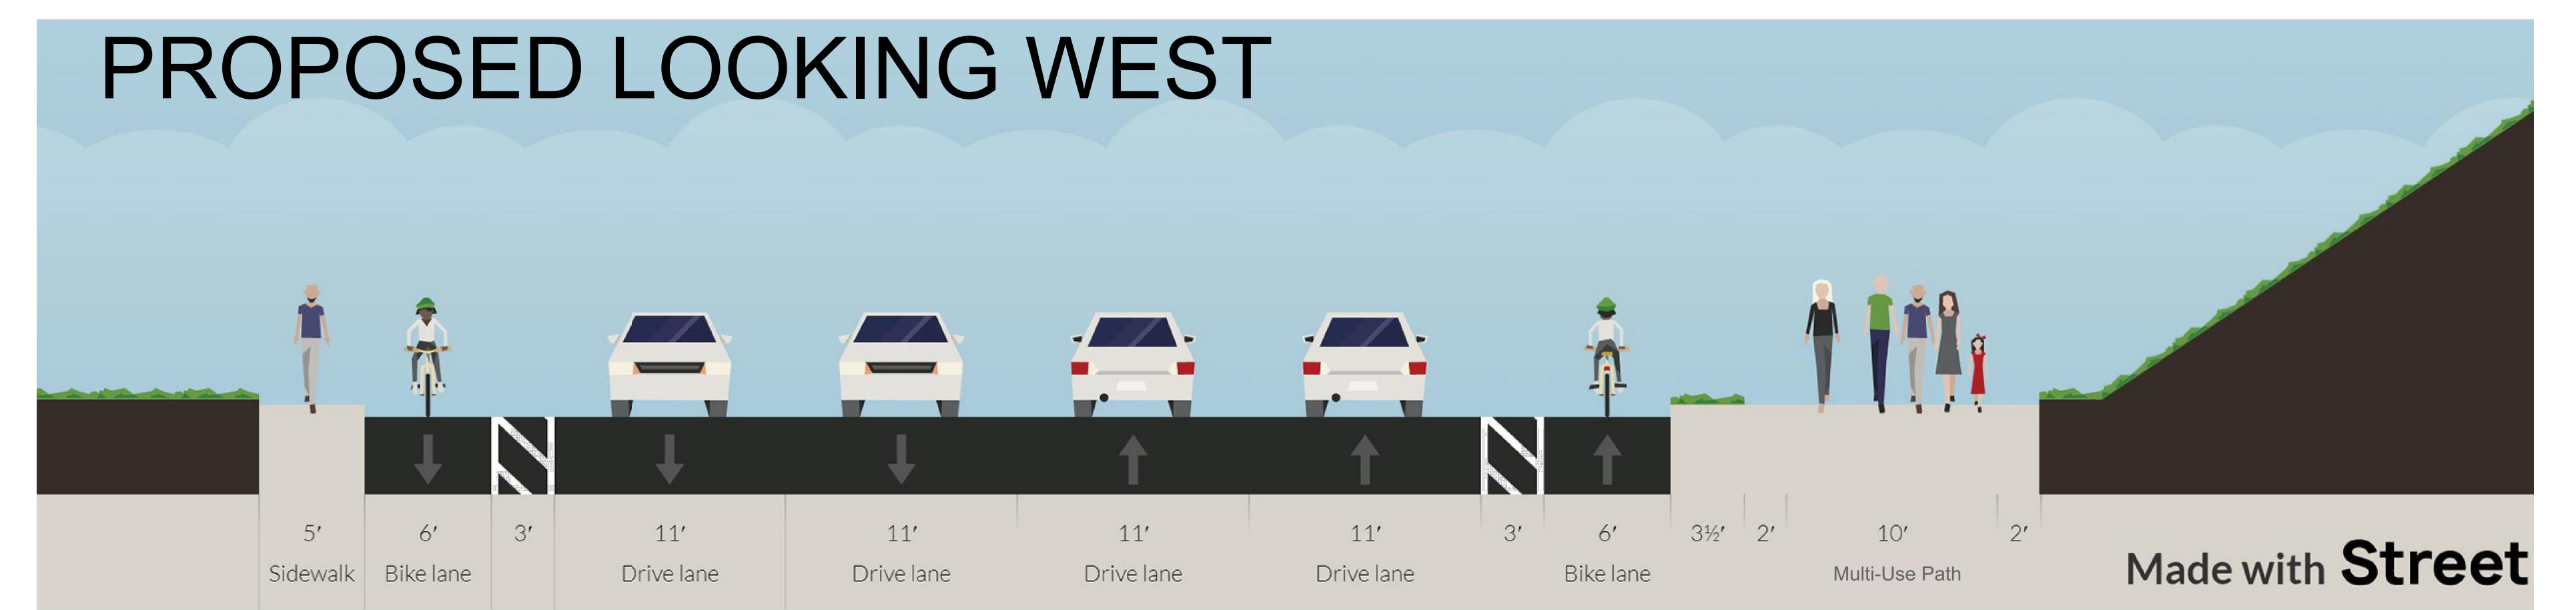 PROPOSED LOOKING WEST
5′ 6′ 3′ 11′ 11′ 11′ 11′ 3′ 6′ 3½′ 2′ 10′ 2′
Sidewalk Bike lane Drive lane Drive lane Drive lane Drive lane Bike lane Multi-Use Path
Made with Street